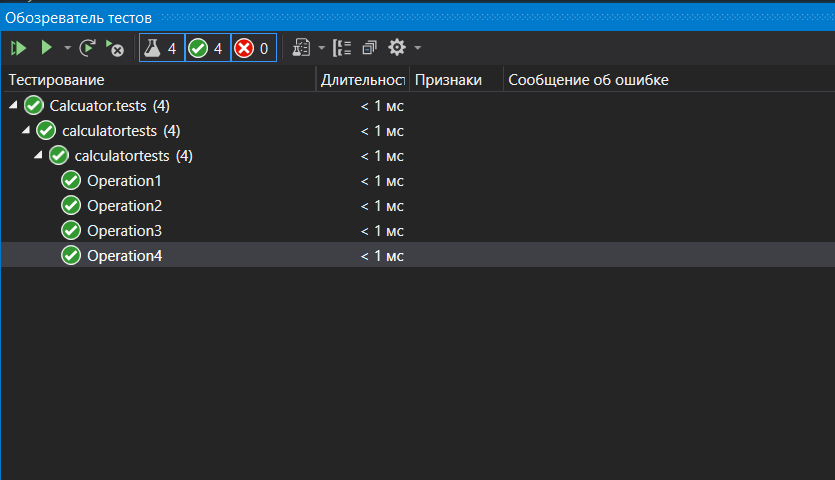 Обозреватель тестов
4 4 0
Тестирование Длительност Признаки Сообщение об ошибке
Calcuator.tests (4) < 1 мс
calculatortests (4) < 1 мс
calculatortests (4) < 1 мс
Operation1 < 1 мс
Operation2 < 1 мс
Operation3 < 1 мс
Operation4 < 1 мс